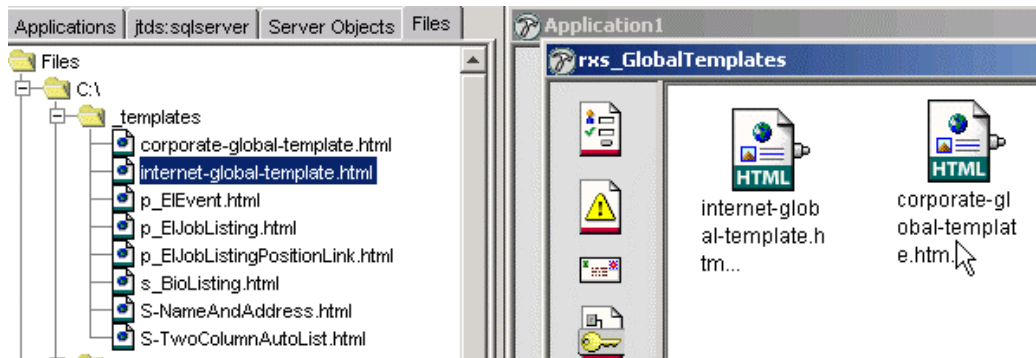 Applications jtds:sqlserver Server Objects Files
Files
C:\
_templates
corporate-global-template.html
internet-global-template.html
p_EIEvent.html
p_EIJobListing.html
p_EIJobListingPositionLink.html
s_BioListing.html
S-NameAndAddress.html
S-TwoColumnAutoList.html
Application1
rxs_GlobalTemplates
HTML
internet-glob
al-template.h
tm...
HTML
corporate-gl
obal-templat
e.htm.